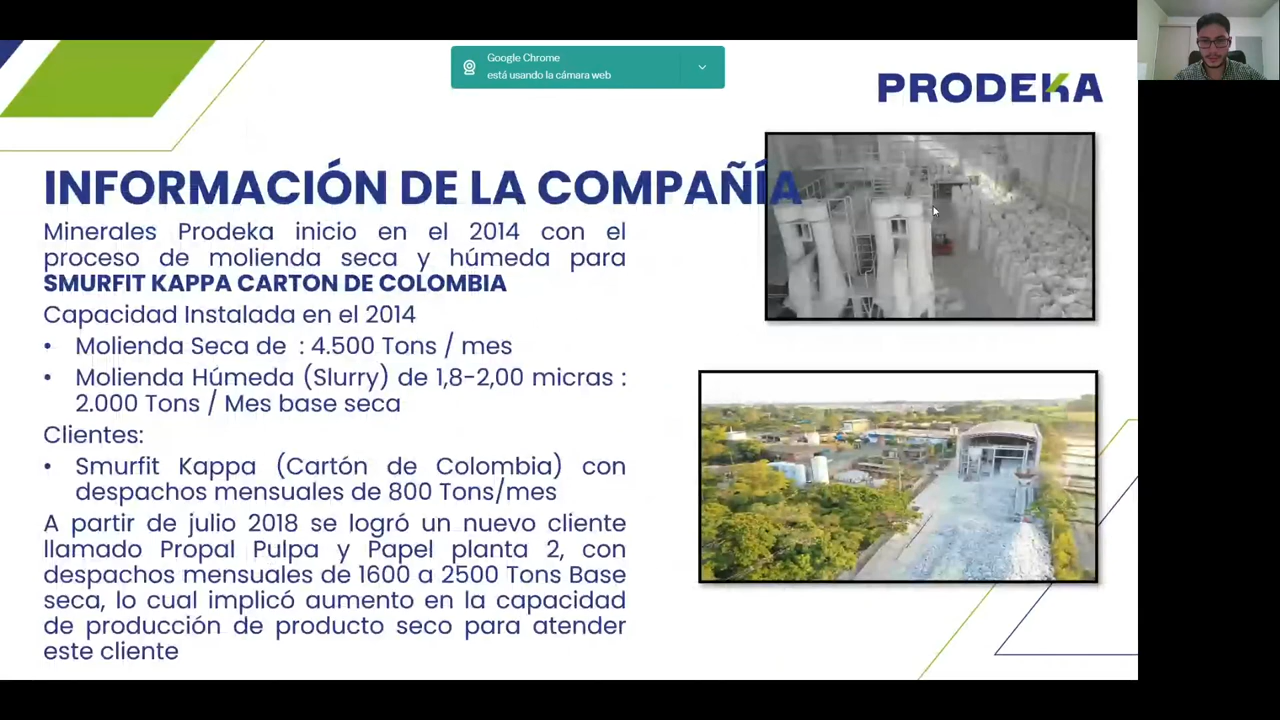 Google Chrome
está usando la cámara web
PRODEKA
INFORMACIÓN DE LA COMPAÑÍA
Minerales Prodeka inicio en el 2014 con el
proceso de molienda seca y húmeda para
SMURFIT KAPPA CARTON DE COLOMBIA
Capacidad Instalada en el 2014
• Molienda Seca de : 4.500 Tons / mes
• Molienda Húmeda (Slurry) de 1,8-2,00 micras :
2.000 Tons / Mes base seca
Clientes:
• Smurfit Kappa (Cartón de Colombia) con
despachos mensuales de 800 Tons/mes
A partir de julio 2018 se logró un nuevo cliente
llamado Propal Pulpa y Papel planta 2, con
despachos mensuales de 1600 a 2500 Tons Base
seca, lo cual implicó aumento en la capacidad
de producción de producto seco para atender
este cliente